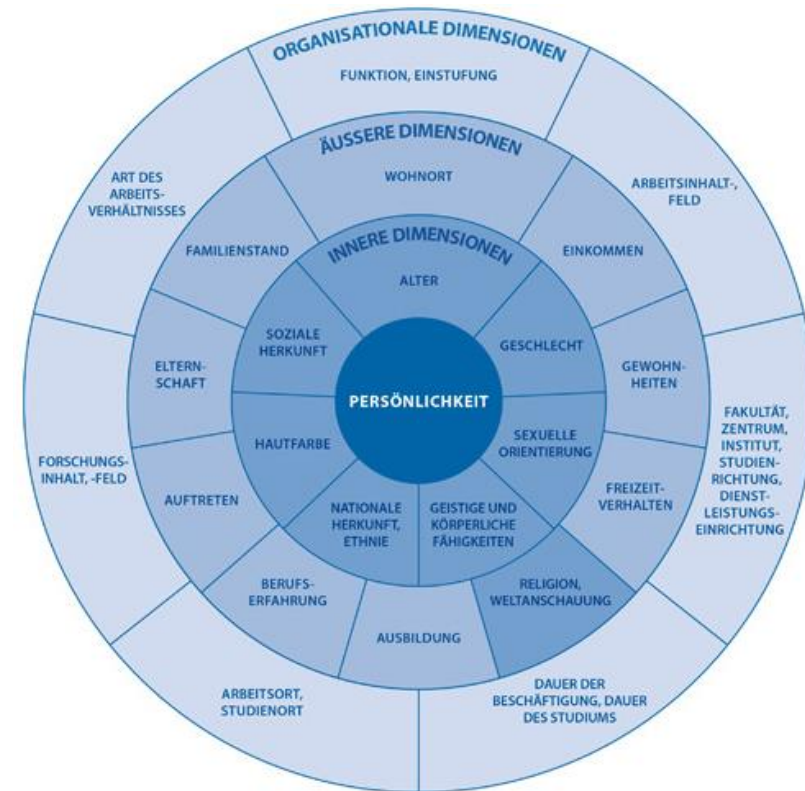 ORGANISATIONALE DIMENSIONEN
FUNKTION, EINSTUFUNG
ARBEITSINHALT-,
FELD
FAKULTÄT,
ZENTRUM,
INSTITUT,
STUDIEN-
RICHTUNG,
DIENST-
LEISTUNGS-
EINRICHTUNG
DAUER DER
BESCHÄFTIGUNG, DAUER
DES STUDIUMS
ARBEITSORT,
STUDIENORT
FORSCHUNGS-
INHALT, -FELD
ART DES
ARBEITS-
VERHÄLTNISSES
ÄUSSERE DIMENSIONEN
WOHNORT
EINKOMMEN
GEWOHN-
HEITEN
FREIZEIT-
VERHALTEN
RELIGION,
WELTANSCHAUUNG
AUSBILDUNG
BERUFS-
ERFAHRUNG
AUFTRETEN
ELTERN-
SCHAFT
FAMILIENSTAND
INNERE DIMENSIONEN
ALTER
GESCHLECHT
SEXUELLE
ORIENTIERUNG
GEISTIGE UND
KÖRPERLICHE
FÄHIGKEITEN
NATIONALE
HERKUNFT,
ETHNIE
HAUTFARBE
SOZIALE
HERKUNFT
PERSÖNLICHKEIT